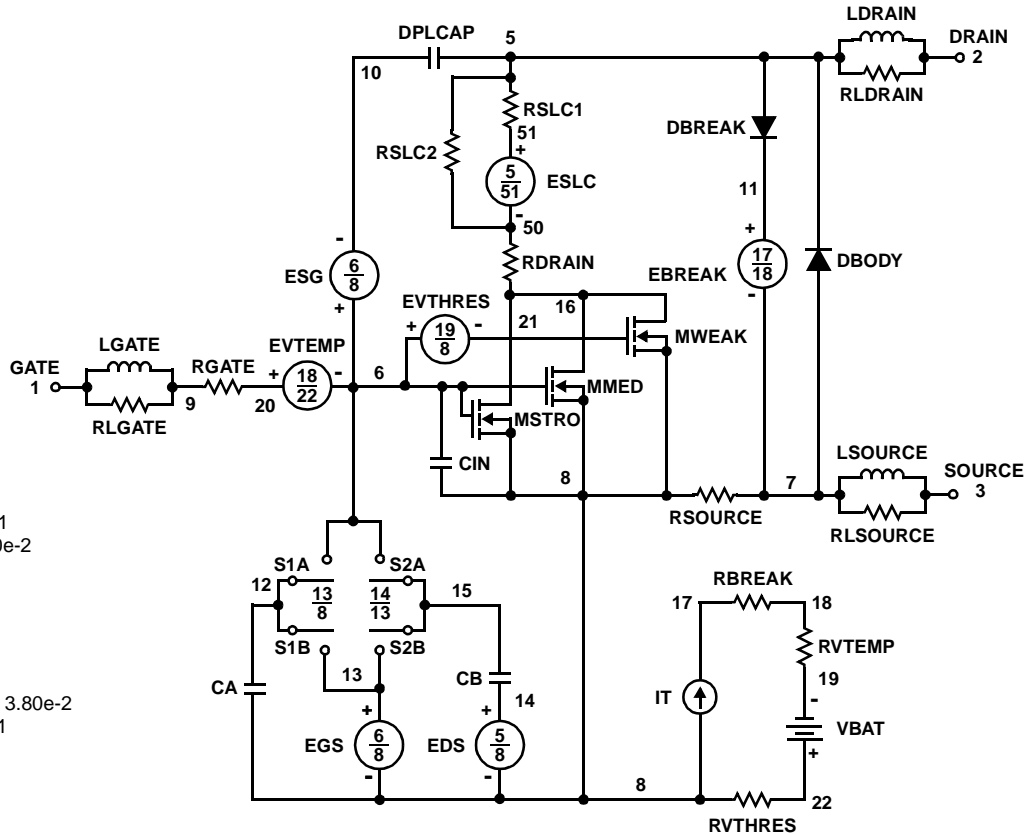 LDRAIN
DPLCAP
5
DRAIN
2
10
RLDRAIN
RSLC1
51
DBREAK
RSLC2
+
5
51
ESLC
11
-
50
+
-
RDRAIN
17
18
DBODY
ESG
6
8
EBREAK
EVTHRES
-
+
16
21
+
19
8
-
MWEAK
LGATE
EVTEMP
GATE
1
RGATE
+
18
22
-
6
MMED
9
20
MSTRO
RLGATE
LSOURCE
CIN
8
7
SOURCE
3
RSOURCE
RLSOURCE
1
0e-2
S1A
S2A
12
13
8
14
13
15
RBREAK
17
18
S1B
S2B
RVTEMP
13
CB
19
CA
14
IT
-
3.80e-2
1
+
+
VBAT
EGS
6
8
EDS
5
8
+
-
-
8
22
RVTHRES